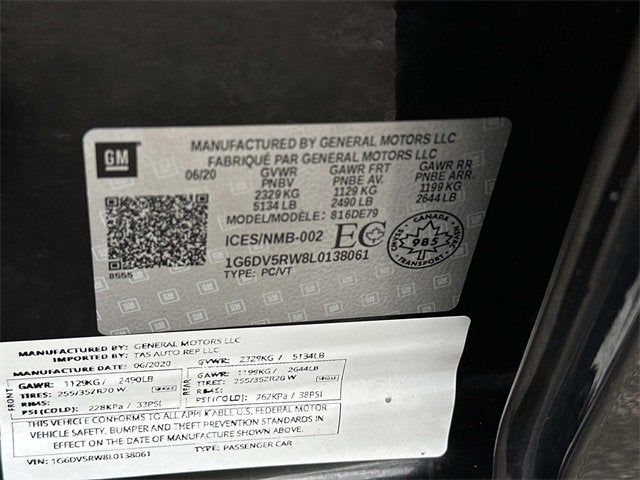 GM
MANUFACTURED BY GENERAL MOTORS LLC
FABRIQUÉ PAR GENERAL MOTORS LLC
06/20 GVWR GAWR FRT GAWR RR
PNBV PNBE AV. PNBE ARR.
2329 KG 1129 KG 1199 KG
5134 LB 2490 LB 2644 LB
MODEL/MODÈLE: 816DE79
ICES/NMB-002 EC
CANADA
985
TRANSPORT
1G6DV5RW8L0138061
TYPE: PC/VT
8555
MANUFACTURED BY: GENERAL MOTORS LLC
IMPORTED BY: TAS AUTO REP LLC
MANUFACTURE DATE: 06/2020 GVWR: 2329KG / 5134LB
FRONT GAWR: 1129KG / 2490LB REAR GAWR: 1199KG / 2644LB
TIRES: 255/35ZR20 W TIRES: 255/35ZR20 W
RIMS: RIMS:
PSI(COLD): 228KPa / 33PSI PSI(COLD): 262KPa / 38PSI
THIS VEHICLE CONFORMS TO ALL APPLICABLE U.S. FEDERAL MOTOR
VEHICLE SAFETY, BUMPER AND THEFT PREVENTION STANDARDS IN
EFFECT ON THE DATE OF MANUFACTURE SHOWN ABOVE.
VIN: 1G6DV5RW8L0138061 TYPE: PASSENGER CAR